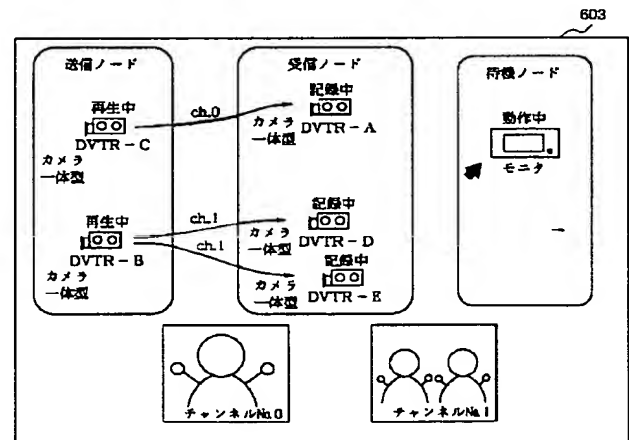 603
送信ノード
再生中
DVTR-C
カメラ
一体型
再生中
DVTR-B
カメラ
一体型
ch.0
ch.1
ch.1
受信ノード
記録中
カメラ
一体型
DVTR-A
記録中
カメラ
一体型
DVTR-D
記録中
カメラ
一体型
DVTR-E
待機ノード
動作中
モニタ
チャンネルNo.0
チャンネルNo.1